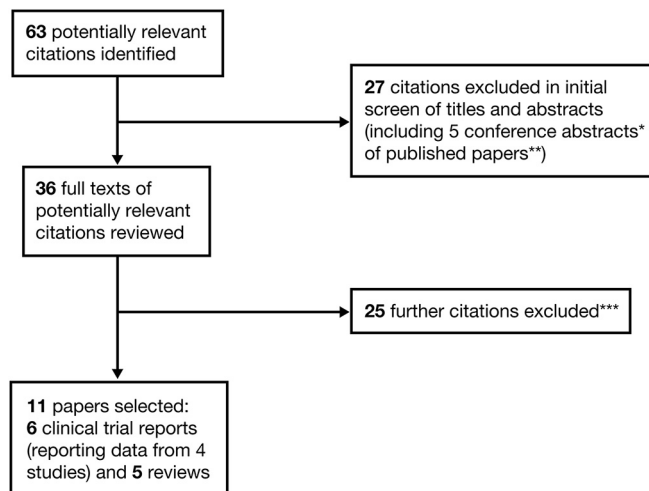 63 potentially relevant
citations identified
27 citations excluded in initial
screen of titles and abstracts
(including 5 conference abstracts*
of published papers**)
36 full texts of
potentially relevant
citations reviewed
25 further citations excluded***
11 papers selected:
6 clinical trial reports
(reporting data from 4
studies) and 5 reviews